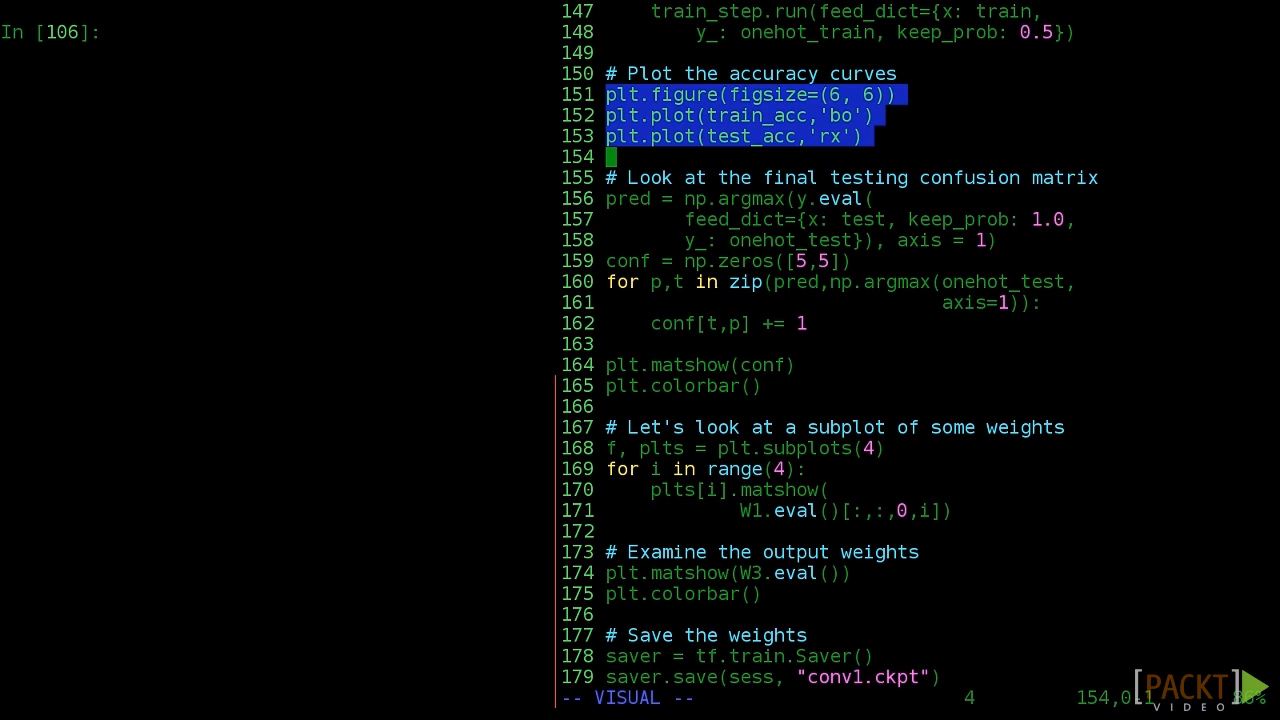 In [106]:
147     train_step.run(feed_dict={x: train,
148         y_: onehot_train, keep_prob: 0.5})
149
150 # Plot the accuracy curves
151 plt.figure(figsize=(6, 6))
152 plt.plot(train_acc,'bo')
153 plt.plot(test_acc,'rx')
154
155 # Look at the final testing confusion matrix
156 pred = np.argmax(y.eval(
157        feed_dict={x: test, keep_prob: 1.0,
158        y_: onehot_test}), axis = 1)
159 conf = np.zeros([5,5])
160 for p,t in zip(pred,np.argmax(onehot_test,
161                               axis=1)):
162     conf[t,p] += 1
163
164 plt.matshow(conf)
165 plt.colorbar()
166
167 # Let's look at a subplot of some weights
168 f, plts = plt.subplots(4)
169 for i in range(4):
170     plts[i].matshow(
171             W1.eval()[:,:,0,i])
172
173 # Examine the output weights
174 plt.matshow(W3.eval())
175 plt.colorbar()
176
177 # Save the weights
178 saver = tf.train.Saver()
179 saver.save(sess, "conv1.ckpt")
-- VISUAL -- 4 154,0-1
[PACKT]
VIDEO